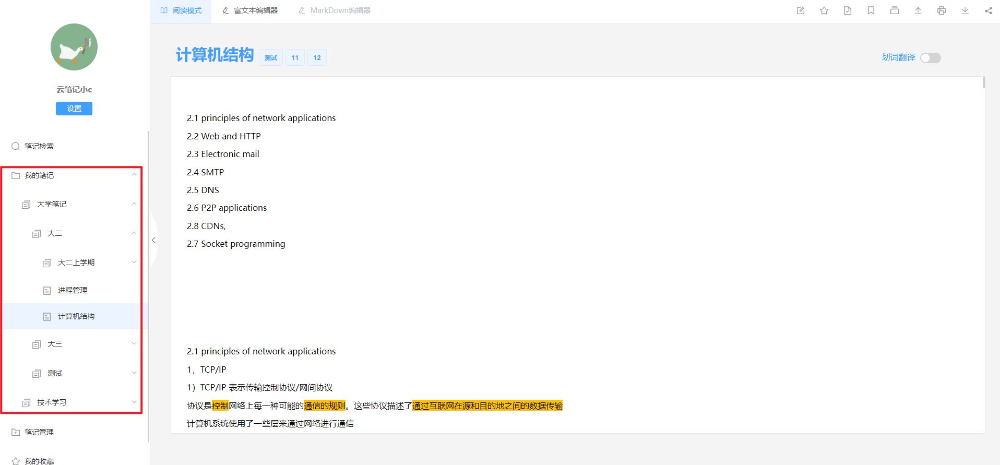 阅读模式 富文本编辑器 MarkDown编辑器
云笔记小c
设置
笔记检索
我的笔记
大学笔记
大二
大二上学期
进程管理
计算机结构
大三
测试
技术学习
笔记管理
我的收藏
计算机结构 测试 11 12
划词翻译
2.1 principles of network applications
2.2 Web and HTTP
2.3 Electronic mail
2.4 SMTP
2.5 DNS
2.6 P2P applications
2.8 CDNs,
2.7 Socket programming
2.1 principles of network applications
1，TCP/IP
1）TCP/IP 表示传输控制协议/网间协议
协议是控制网络上每一种可能的通信的规则。这些协议描述了通过互联网在源和目的地之间的数据传输
计算机系统使用了一些层来通过网络进行通信